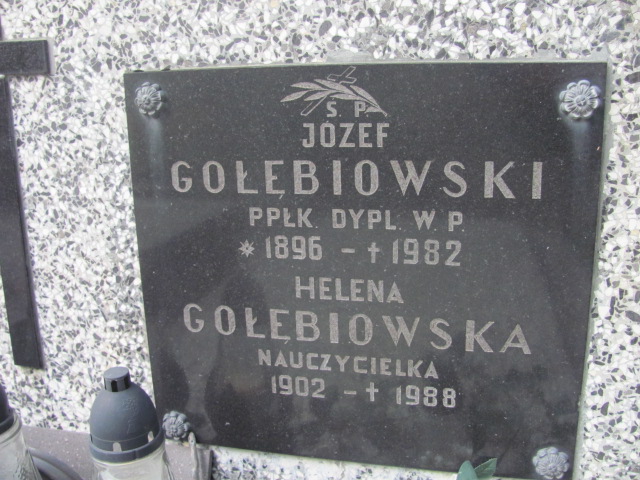 Ś. P.
JÓZEF
GOŁĘBIOWSKI
PPŁK. DYPL. W.P.
* 1896 - † 1982
HELENA
GOŁĘBIOWSKA
NAUCZYCIELKA
1902 - † 1988